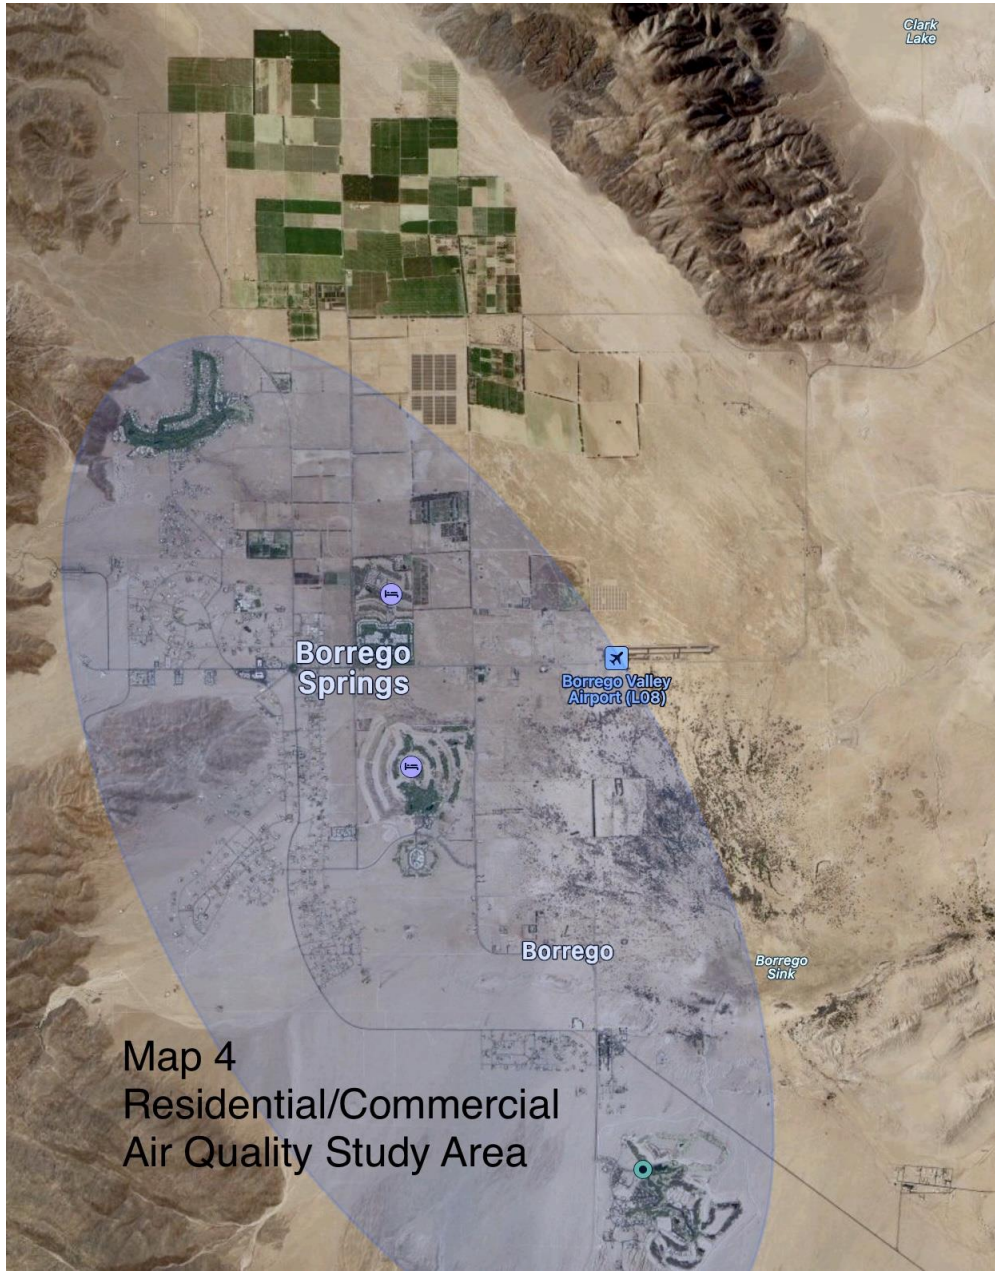 Clark
Lake
Borrego
Springs
Borrego Valley
Airport (L08)
Borrego
Borrego
Sink
Map 4
Residential/Commercial
Air Quality Study Area